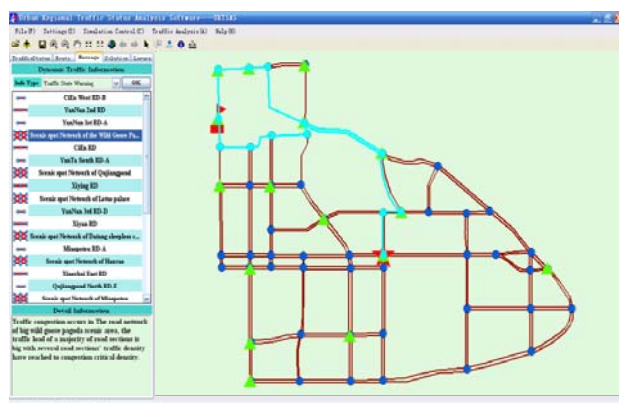 Urban Regional Traffic Status Analysis Software---URTSAS
File(F) Settings(S) Simulation Control(C) Traffic Analysis(A) Help(H)
TrafficStatus Route Message Solution Layers
Dynamic Traffic Information
Info Type Traffic State Warning OK
CiEn West RD-B
YanNan 2nd RD
YanNan 1st RD-A
Scenic spot Network of the Wild Goose Pa...
CiEn RD
YanTa South RD-A
Scenic spot Network of Qujiangpond
Xiying RD
Scenic spot Network of Lotus palace
YanNan 3rd RD-D
Xiyan RD
Scenic spot Network of Datang sleepless c...
Minsqueten RD-A
Scenic spot Network of Hanyao
Xiaozhai East RD
Qujiangpond North RD-E
Scenic spot Network of Minsqueten
Detail Information
Traffic congestion occurs in The road network
of big wild goose pagoda scenic area, the
traffic load of a majority of road sections is
big with several road sections' traffic density
have reached to congestion critical density.